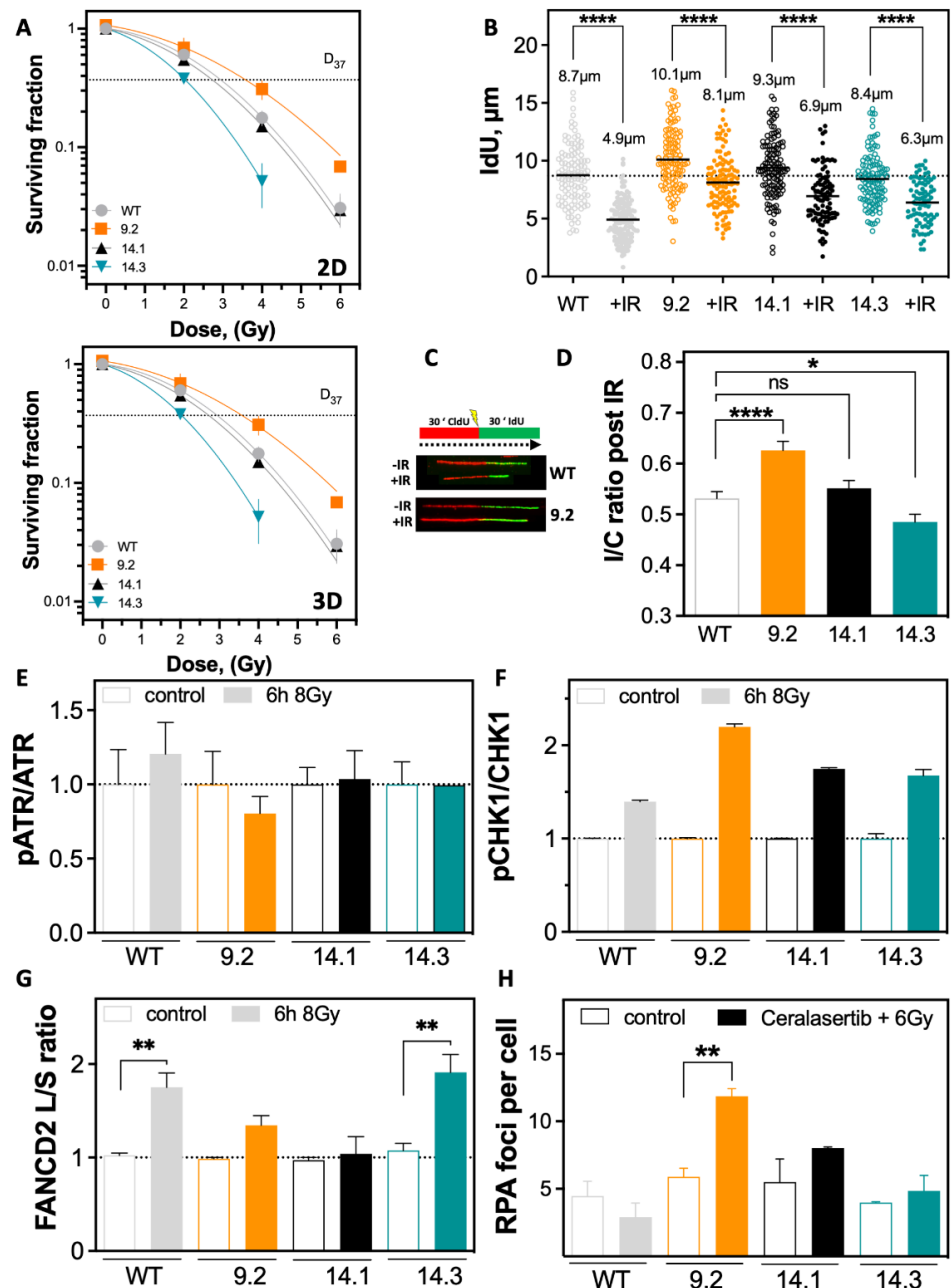 A
1
0.1
0.01
Surviving fraction
D37
WT
9.2
14.1
14.3
2D
0 1 2 3 4 5 6
Dose, (Gy)
1
0.1
0.01
Surviving fraction
D37
WT
9.2
14.1
14.3
3D
0 1 2 3 4 5 6
Dose, (Gy)
B
**** **** **** ****
8.7µm 4.9µm 10.1µm 8.1µm 9.3µm 6.9µm 8.4µm 6.3µm
IdU, µm
20
15
10
5
0
WT +IR 9.2 +IR 14.1 +IR 14.3 +IR
C
30 ' CldU 30 ' IdU
-IR
+IR
WT
-IR
+IR
9.2
D
*
ns
****
I/C ratio post IR
0.8
0.7
0.6
0.5
0.4
0.3
WT 9.2 14.1 14.3
E
control 6h 8Gy
pATR/ATR
1.5
1.0
0.5
0.0
WT 9.2 14.1 14.3
F
control 6h 8Gy
pCHK1/CHK1
2
1
0
WT 9.2 14.1 14.3
G
control 6h 8Gy
** **
FANCD2 L/S ratio
2
1
0
WT 9.2 14.1 14.3
H
control Ceralasertib + 6Gy
**
RPA foci per cell
15
10
5
WT 9.2 14.1 14.3